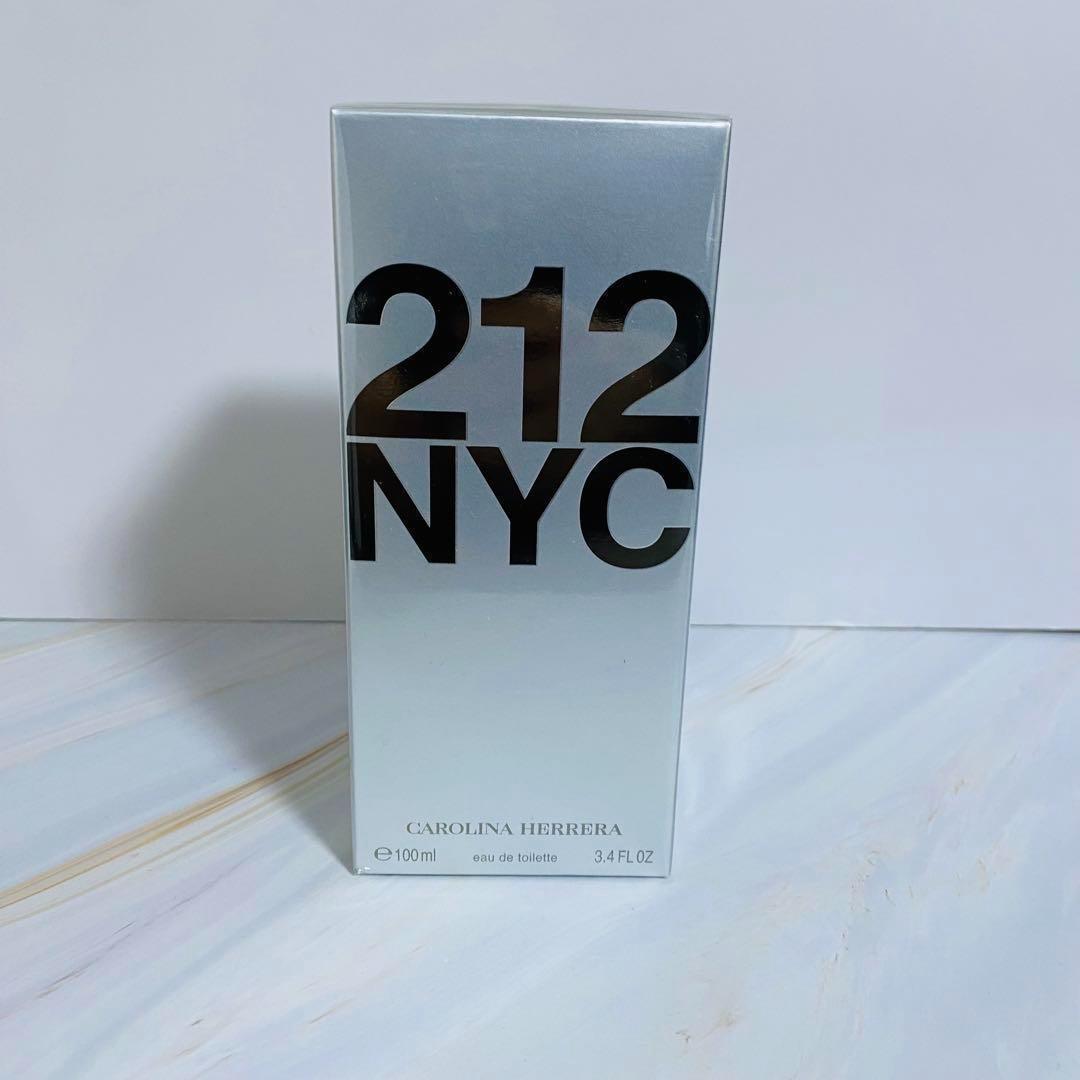 212
NYC
CAROLINA HERRERA
℮100ml eau de toilette 3,4 FL OZ